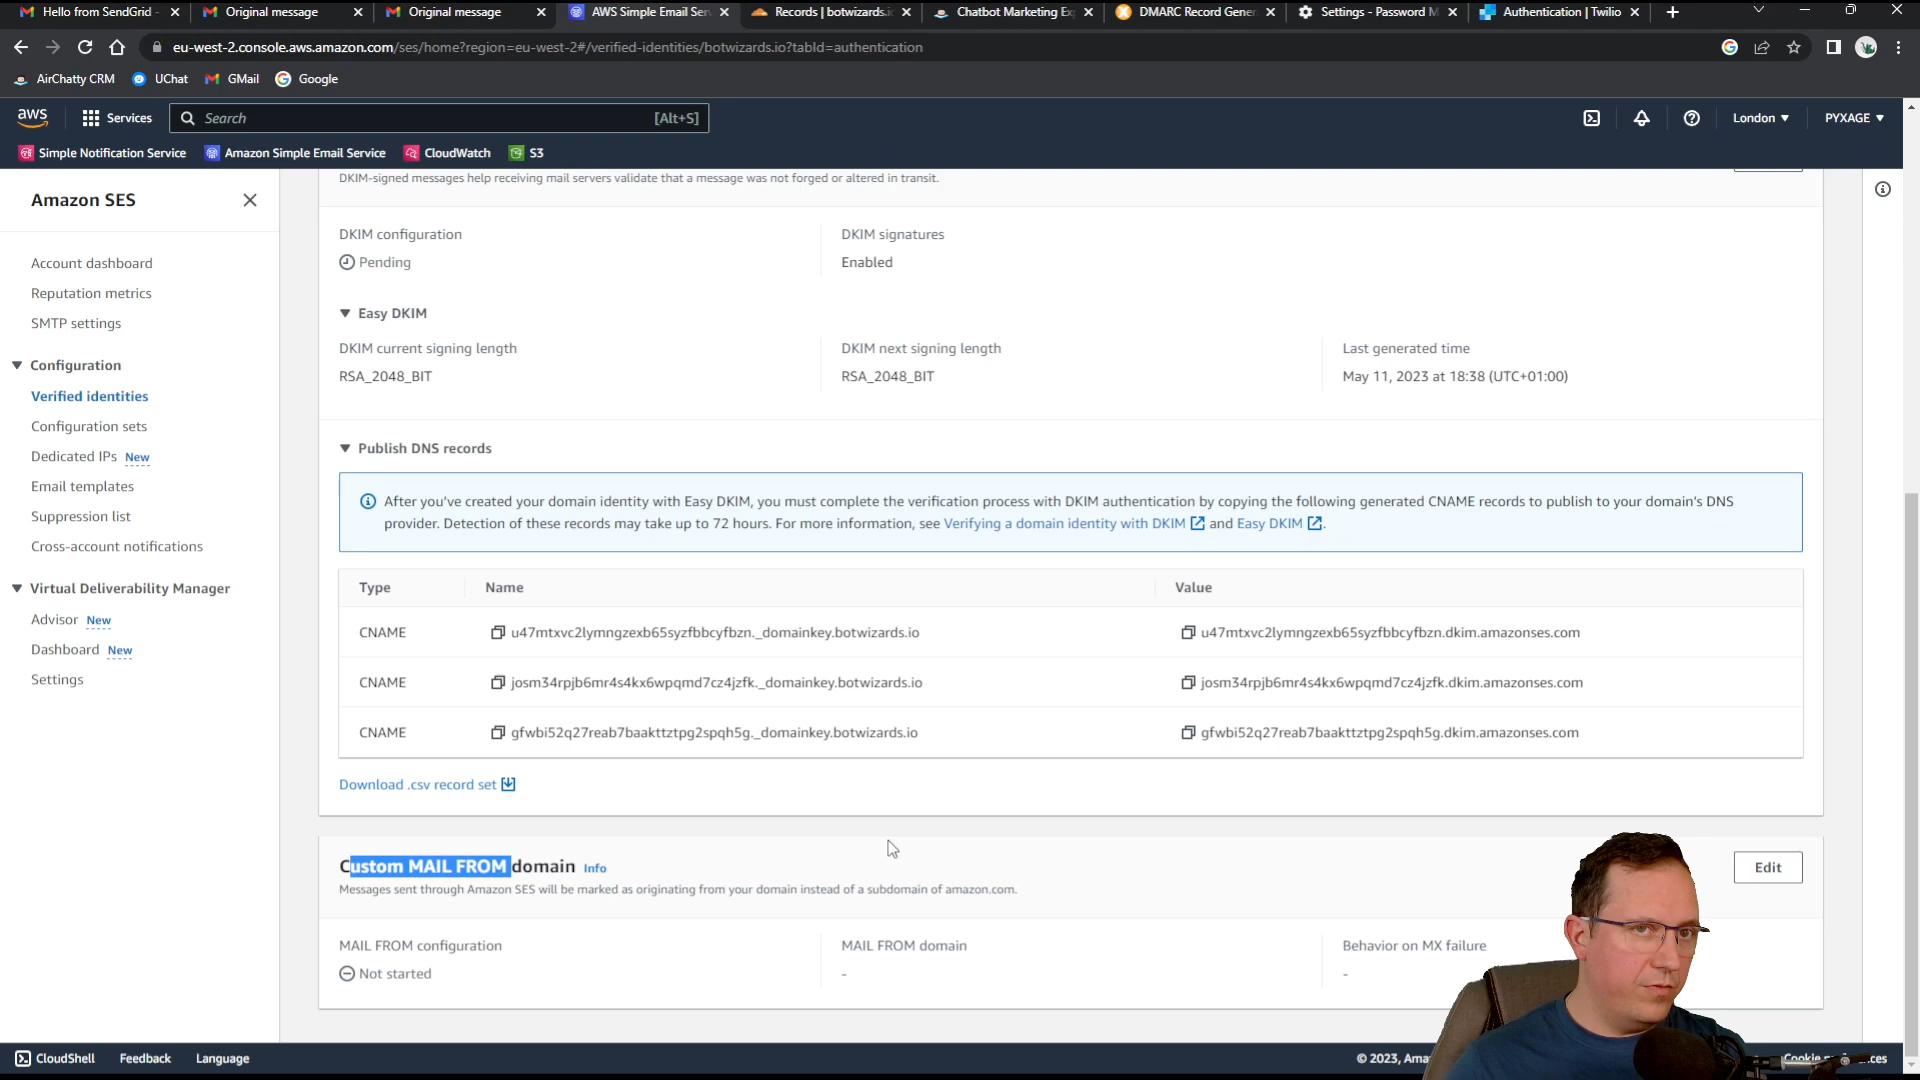 Hello from SendGrid -
Original message
Original message
AWS Simple Email Ser
Records | botwizards.
Chatbot Marketing Ex
DMARC Record Gener
Settings - Password M
Authentication | Twilio
eu-west-2.console.aws.amazon.com/ses/home?region=eu-west-2#/verified-identities/botwizards.io?tabId=authentication
AirChatty CRM
UChat
GMail
Google
aws
Services
Search
[Alt+S]
London
PYXAGE
Simple Notification Service
Amazon Simple Email Service
CloudWatch
S3
Amazon SES
Account dashboard
Reputation metrics
SMTP settings
Configuration
Verified identities
Configuration sets
Dedicated IPs New
Email templates
Suppression list
Cross-account notifications
Virtual Deliverability Manager
Advisor New
Dashboard New
Settings
DKIM-signed messages help receiving mail servers validate that a message was not forged or altered in transit.
DKIM configuration
Pending
DKIM signatures
Enabled
Easy DKIM
DKIM current signing length
RSA_2048_BIT
DKIM next signing length
RSA_2048_BIT
Last generated time
May 11, 2023 at 18:38 (UTC+01:00)
Publish DNS records
After you've created your domain identity with Easy DKIM, you must complete the verification process with DKIM authentication by copying the following generated CNAME records to publish to your domain's DNS
provider. Detection of these records may take up to 72 hours. For more information, see Verifying a domain identity with DKIM and Easy DKIM.
Type Name Value
CNAME u47mtxvc2lymngzexb65syzfbbcyfbzn._domainkey.botwizards.io u47mtxvc2lymngzexb65syzfbbcyfbzn.dkim.amazonses.com
CNAME josm34rpjb6mr4s4kx6wpqmd7cz4jzfk._domainkey.botwizards.io josm34rpjb6mr4s4kx6wpqmd7cz4jzfk.dkim.amazonses.com
CNAME gfwbi52q27reab7baakttztpg2spqh5g._domainkey.botwizards.io gfwbi52q27reab7baakttztpg2spqh5g.dkim.amazonses.com
Download .csv record set
Custom MAIL FROM domain Info
Edit
Messages sent through Amazon SES will be marked as originating from your domain instead of a subdomain of amazon.com.
MAIL FROM configuration
Not started
MAIL FROM domain
-
Behavior on MX failure
-
CloudShell
Feedback
Language
© 2023, Ama
Cookie